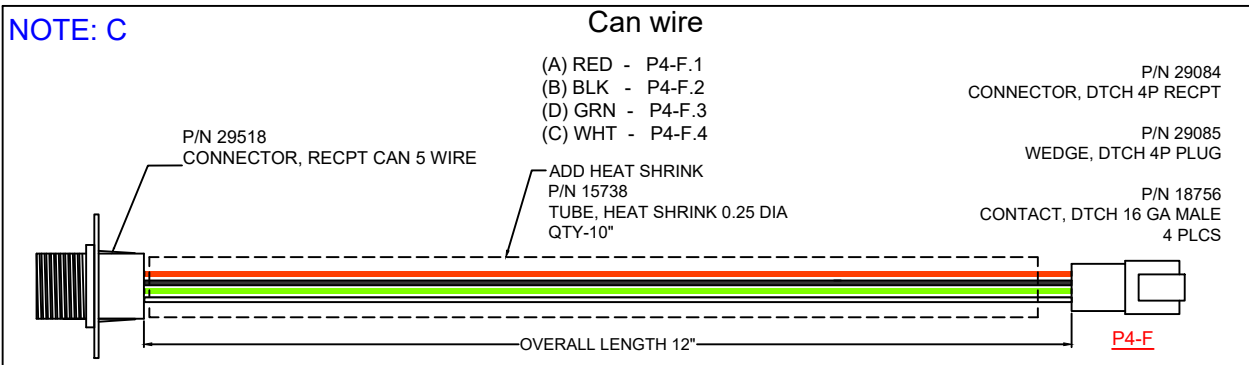 NOTE: C
Can wire
(A) RED - P4-F.1
(B) BLK - P4-F.2
(D) GRN - P4-F.3
(C) WHT - P4-F.4
P/N 29084
CONNECTOR, DTCH 4P RECPT
P/N 29085
WEDGE, DTCH 4P PLUG
P/N 18756
CONTACT, DTCH 16 GA MALE
4 PLCS
P/N 29518
CONNECTOR, RECPT CAN 5 WIRE
ADD HEAT SHRINK
P/N 15738
TUBE, HEAT SHRINK 0.25 DIA
QTY-10"
OVERALL LENGTH 12"
P4-F